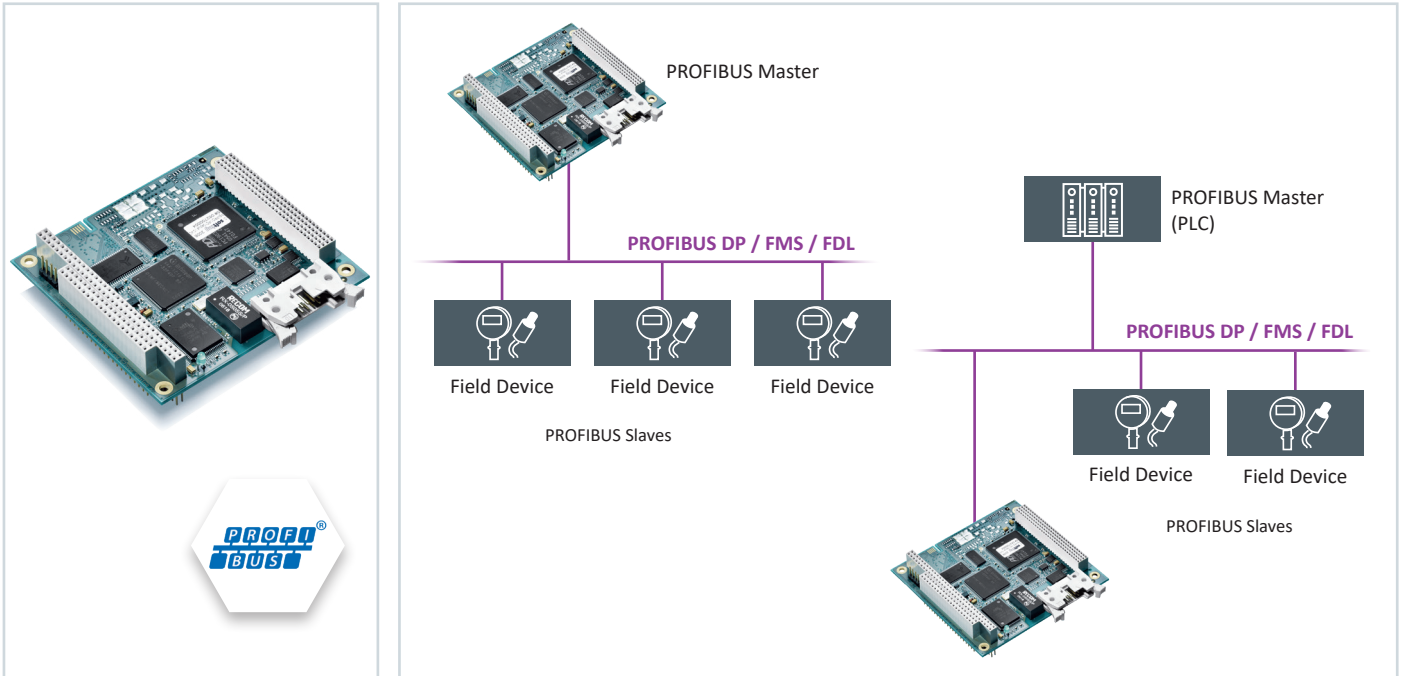 PROFI®
BUS
PROFIBUS Master
PROFIBUS DP / FMS / FDL
Field Device
Field Device
Field Device
PROFIBUS Slaves
PROFIBUS Master
(PLC)
PROFIBUS DP / FMS / FDL
Field Device
Field Device
PROFIBUS Slaves
RICOM